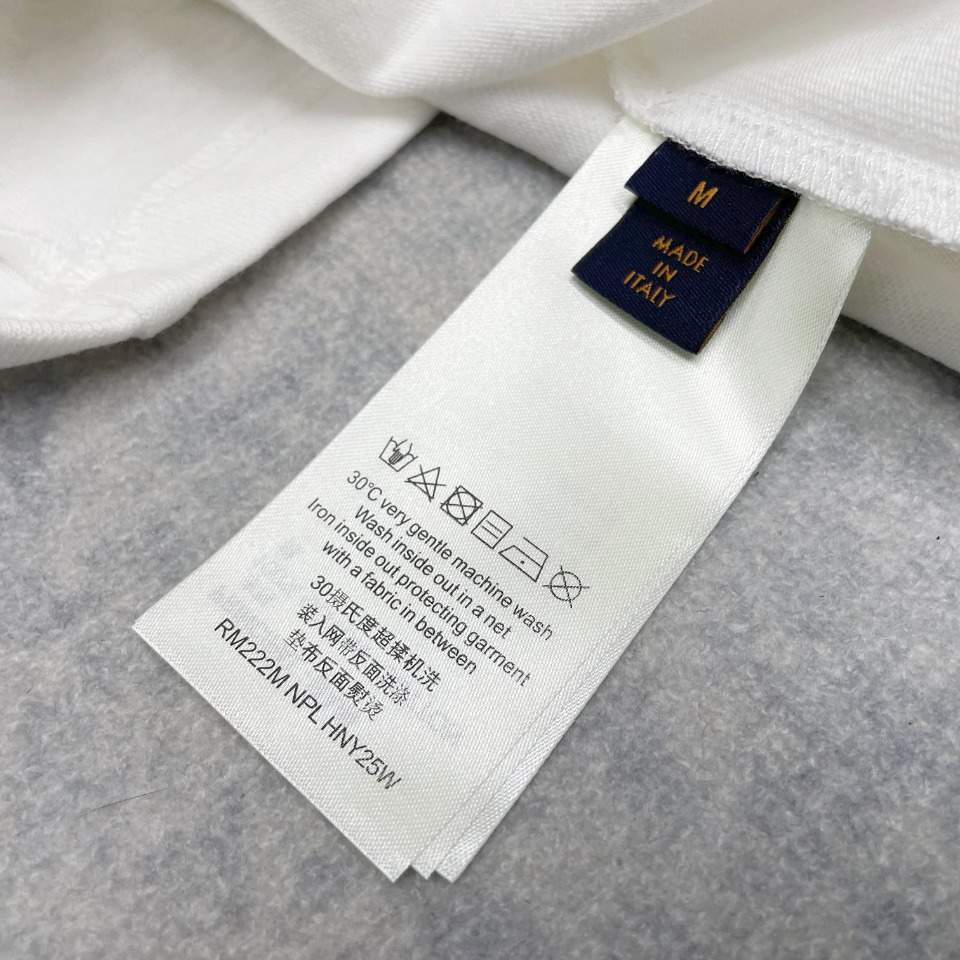 M
MADE
IN
ITALY
30°C very gentle machine wash
Wash inside out in a net
Iron inside out protecting garment
with a fabric in between
30摄氏度超揉机洗
装入网带反面洗涤
垫布反面熨烫
RM222M NPL HNY25W